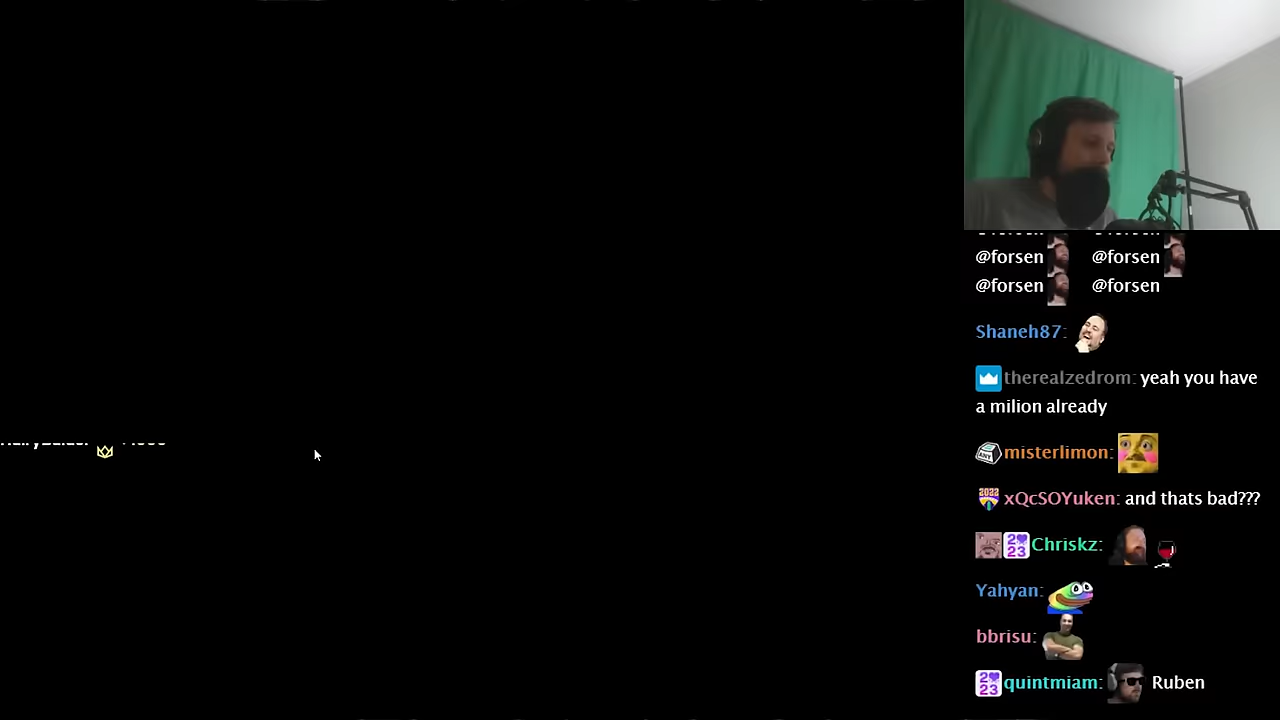 @forsen @forsen
@forsen @forsen
Shaneh87:
therealzedrom: yeah you have
a milion already
misterlimon:
xQcSOYuken: and thats bad???
Chriskz:
Yahyan:
bbrisu:
quintmiam: Ruben